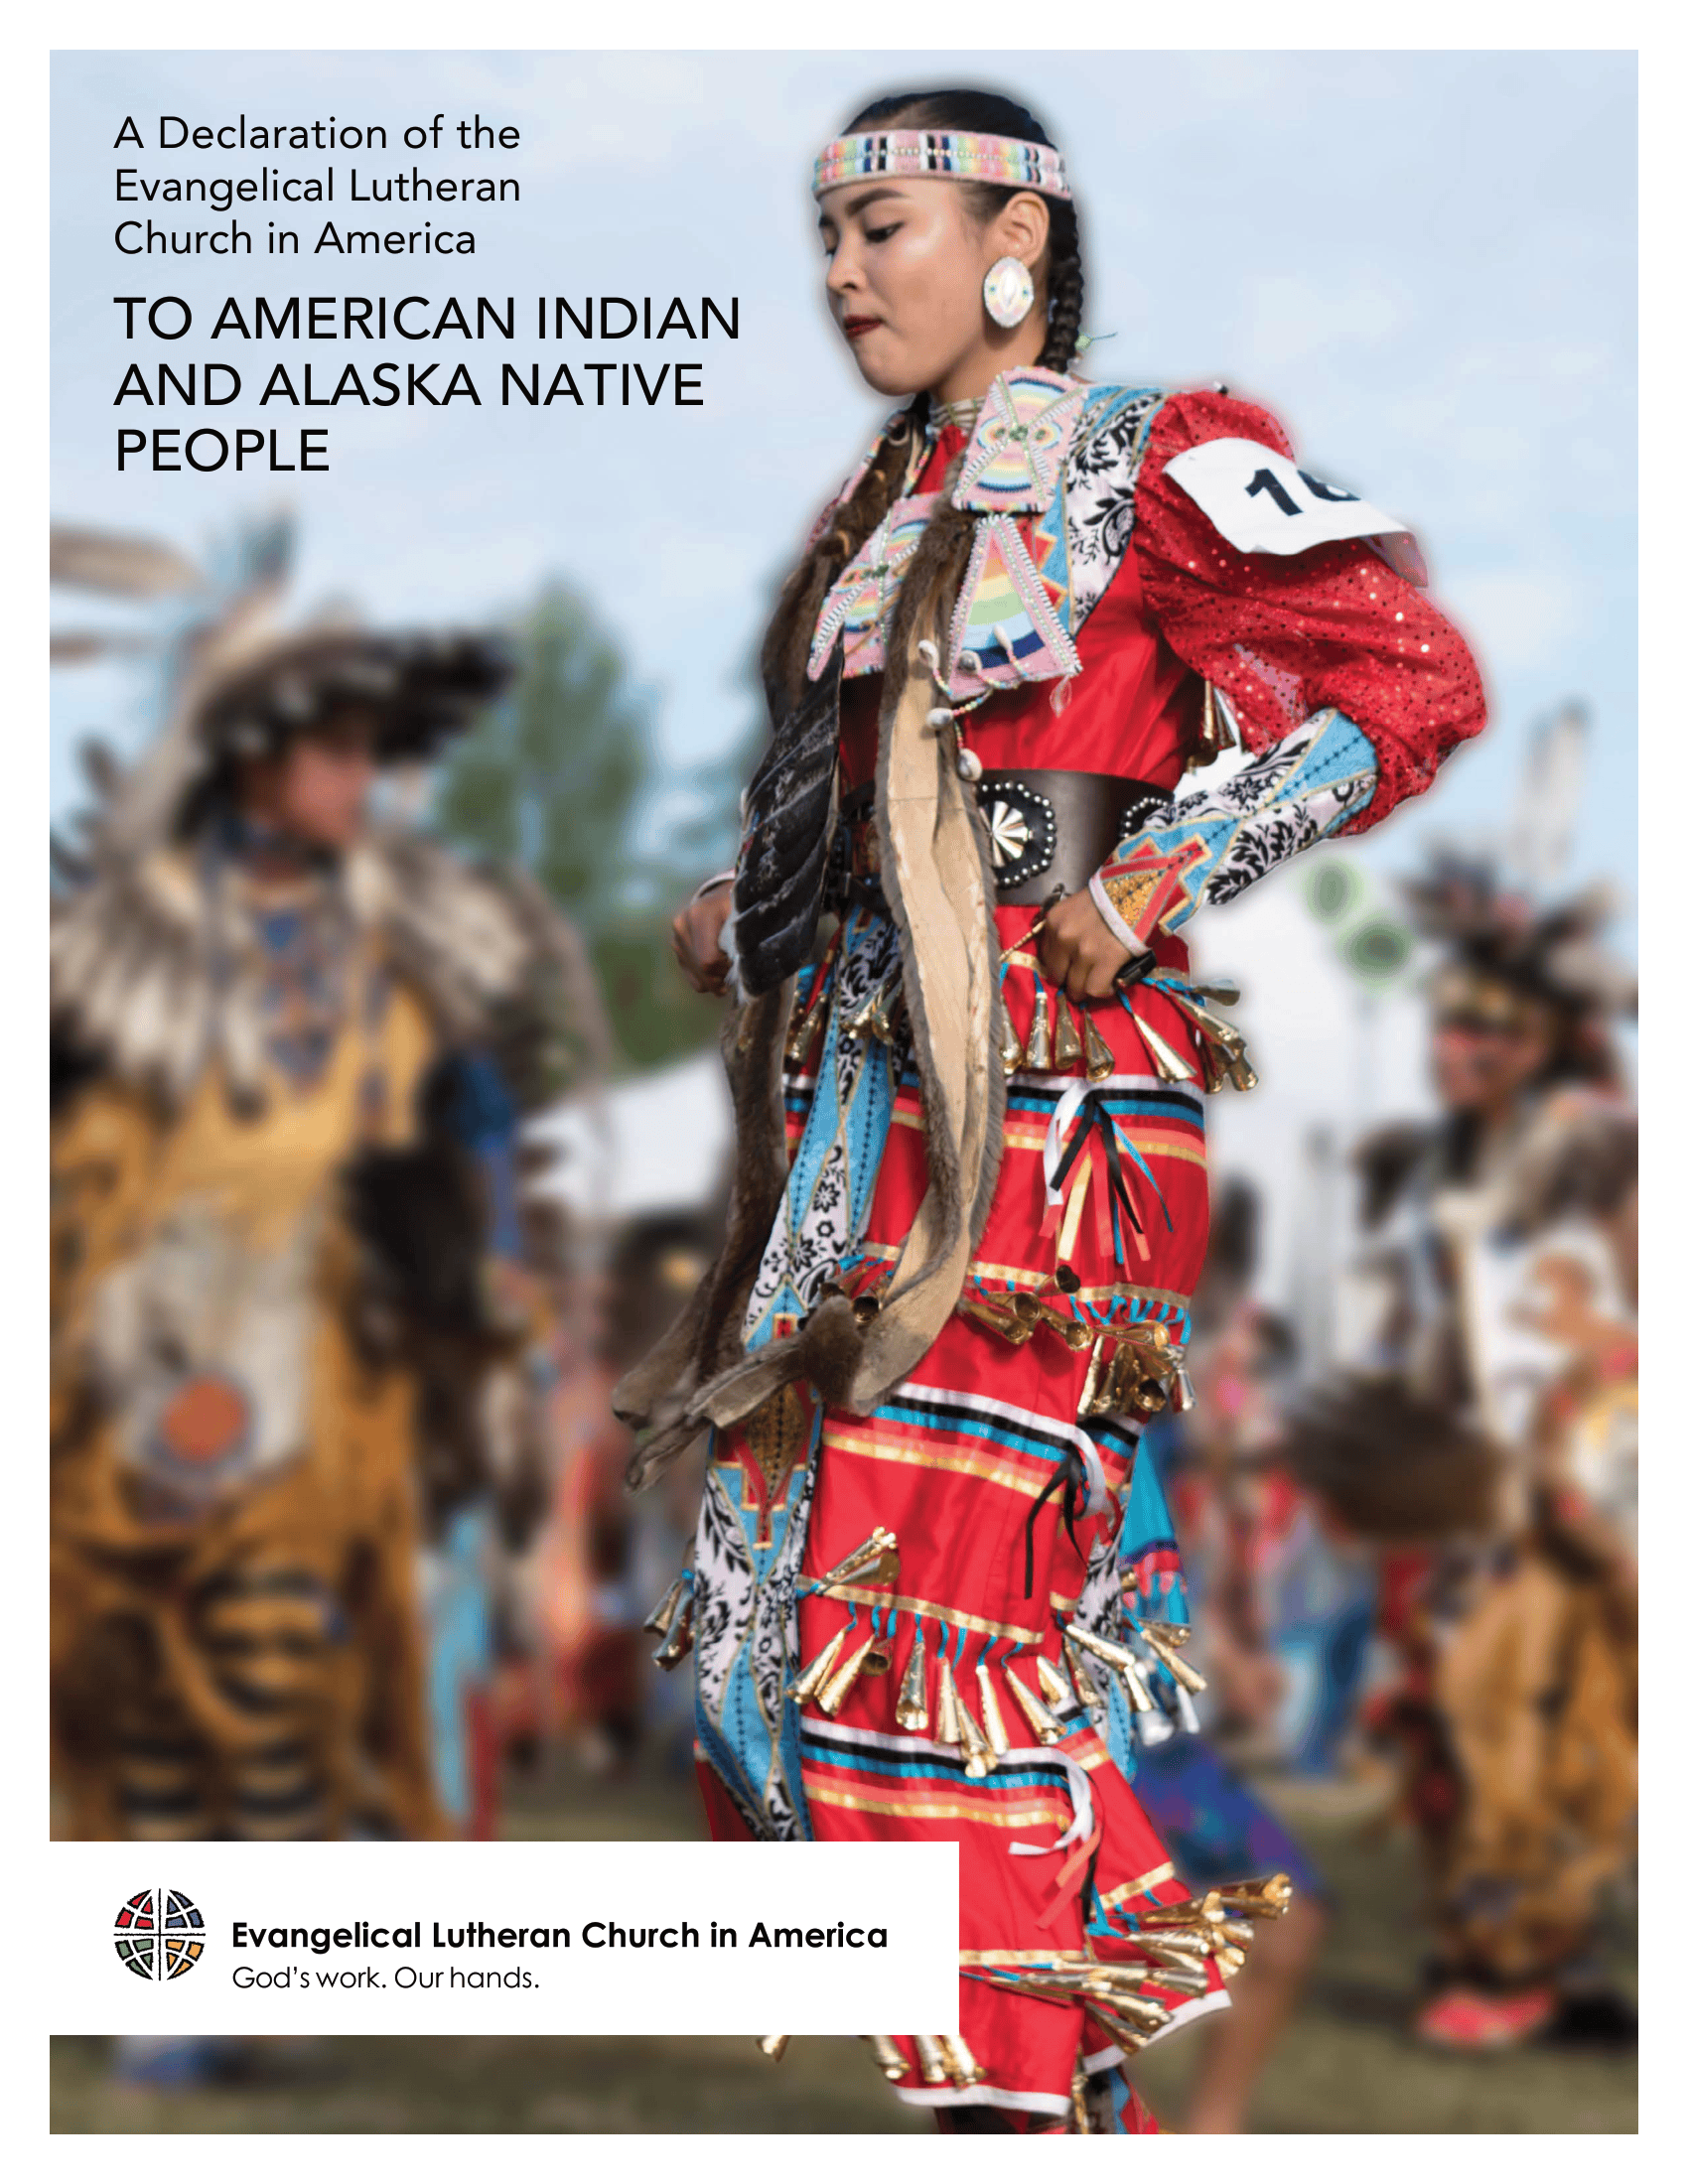 A Declaration of the
Evangelical Lutheran
Church in America
TO AMERICAN INDIAN
AND ALASKA NATIVE
PEOPLE
Evangelical Lutheran Church in America
God's work. Our hands.